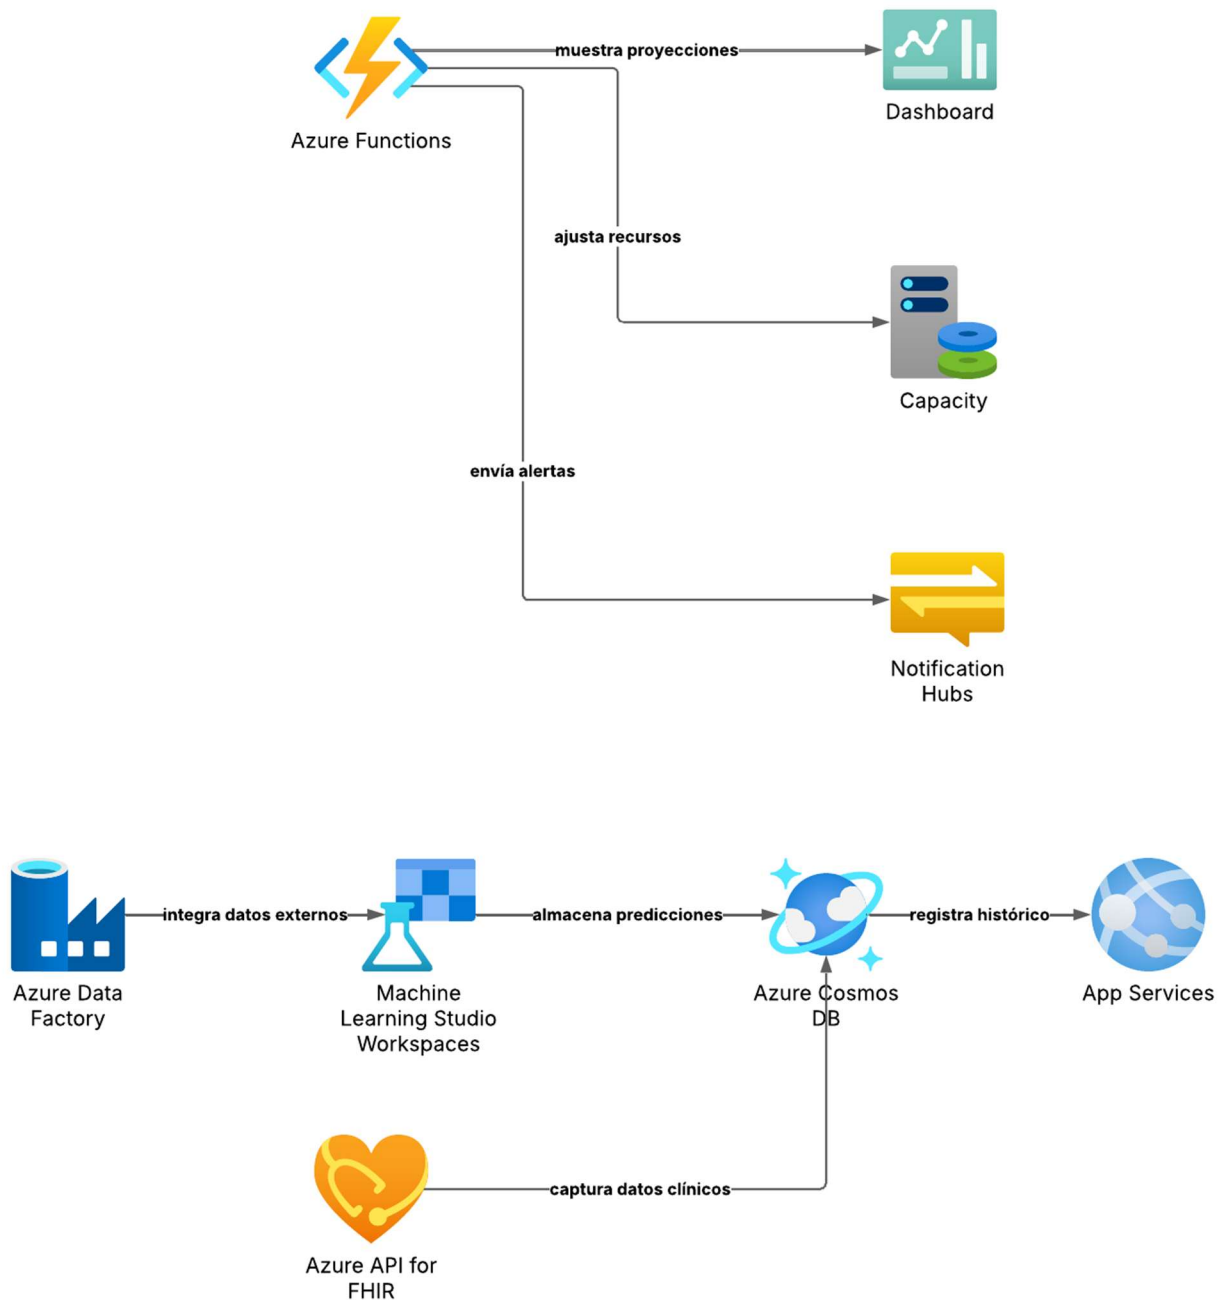 muestra proyecciones
Dashboard
Azure Functions
ajusta recursos
Capacity
envía alertas
Notification
Hubs
integra datos externos
almacena predicciones
registra histórico
Azure Data
Factory
Machine
Learning Studio
Workspaces
Azure Cosmos
DB
App Services
captura datos clínicos
Azure API for
FHIR